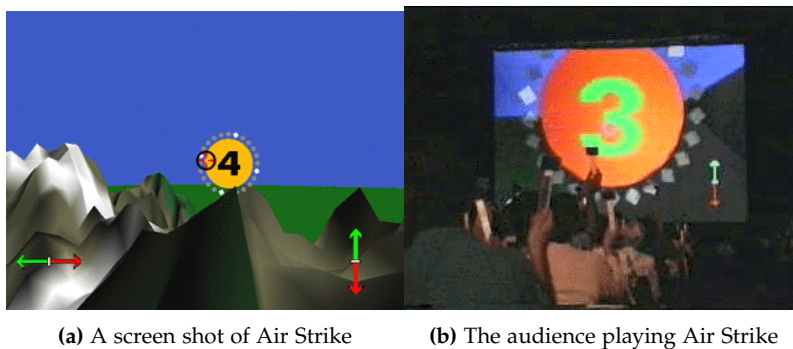 4
3
(a) A screen shot of Air Strike
(b) The audience playing Air Strike